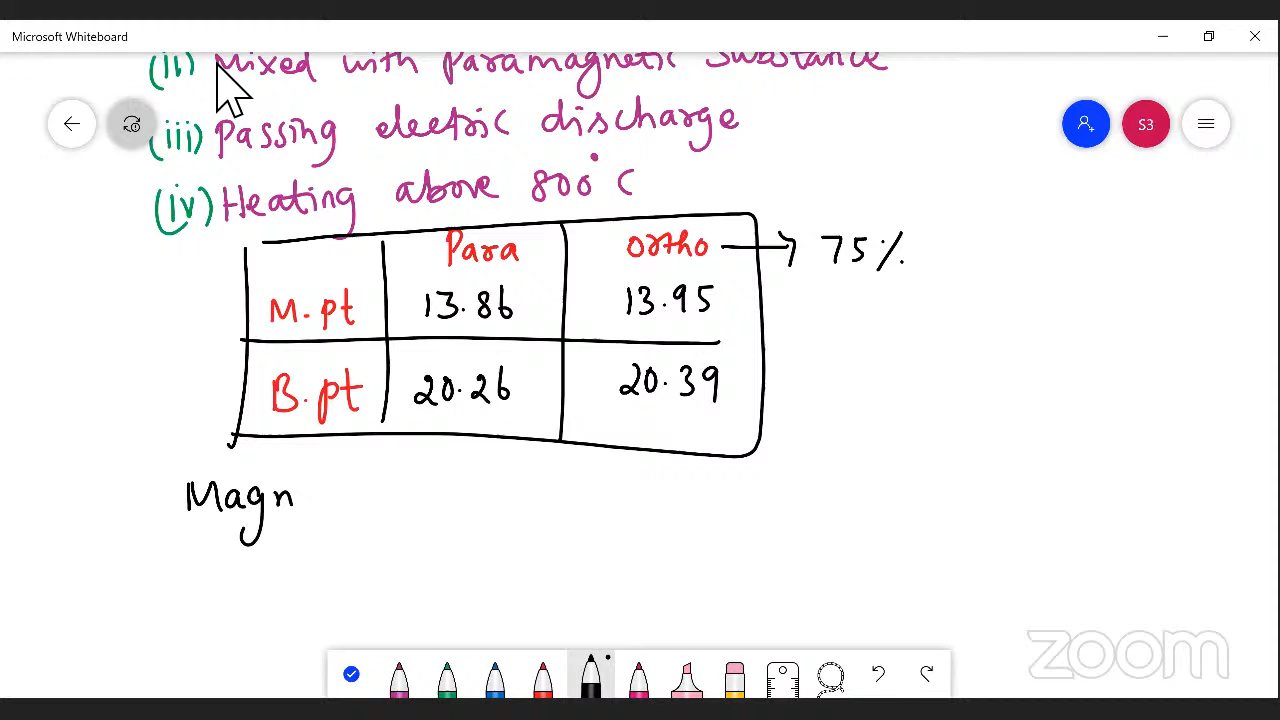 Microsoft Whiteboard
(ii) Mixed with paramagnetic substance
(iii) Passing electric discharge
S3
(iv) Heating above 800°C
Para Ortho → 75%
M.pt 13.86 13.95
B.pt 20.26 20.39
Magn
zoom